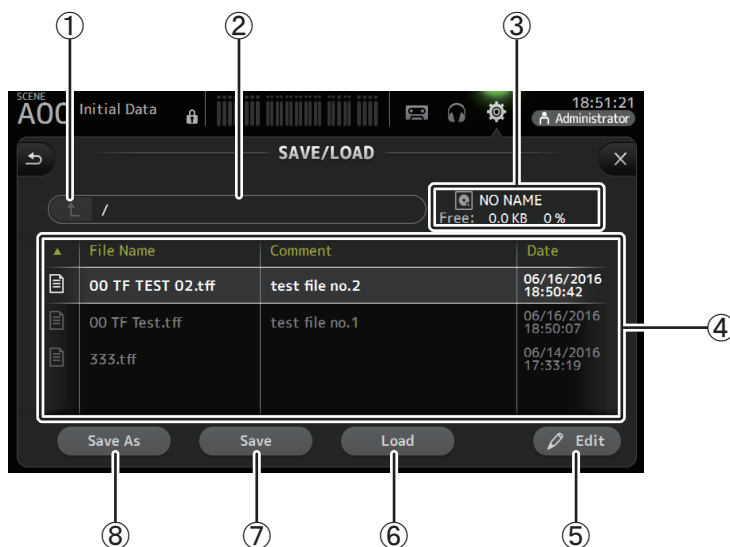 ① ② ③
SCENE
A00 Initial Data
18:51:21
Administrator
SAVE/LOAD
/
NO NAME
Free: 0.0 KB 0 %
File Name Comment Date
00 TF TEST 02.tff test file no.2 06/16/2016
18:50:42
00 TF Test.tff test file no.1 06/16/2016
18:50:07
333.tff 06/14/2016
17:33:19
④
Save As Save Load Edit
⑧ ⑦ ⑥ ⑤